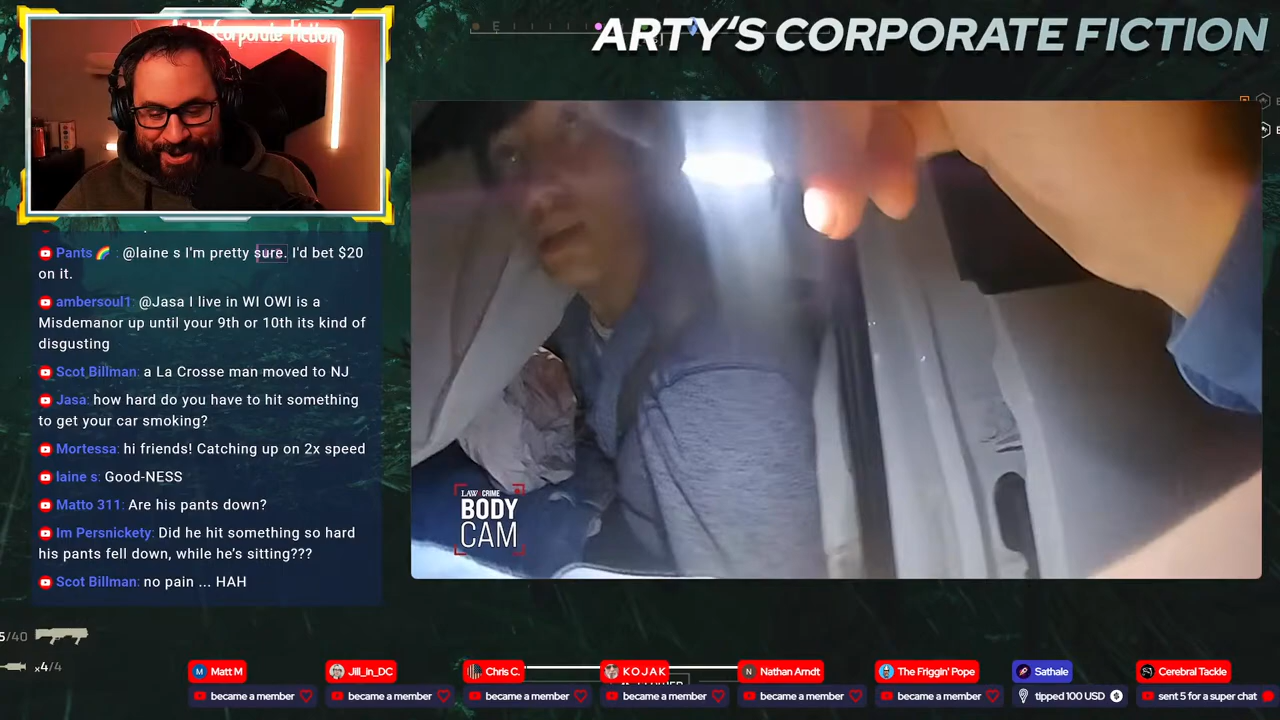 Arty's Corporate Fiction
E
ARTY'S CORPORATE FICTION
Pants🌈 : @laine s I'm pretty sure. I'd bet $20
on it.
ambersoul1: @Jasa I live in WI OWI is a
Misdemanor up until your 9th or 10th its kind of
disgusting
Scot Billman: a La Crosse man moved to NJ
Jasa: how hard do you have to hit something
to get your car smoking?
Mortessa: hi friends! Catching up on 2x speed
laine s: Good-NESS
Matto 311: Are his pants down?
Im Persnickety: Did he hit something so hard
his pants fell down, while he's sitting???
Scot Billman: no pain ... HAH
LAW&CRIME
BODY
CAM
5/40
x4/4
M Matt M
became a member
Jill_in_DC
became a member
Chris C.
became a member
K O J A K
became a member
N Nathan Arndt
became a member
The Friggin' Pope
became a member
Sathale
tipped 100 USD
Cerebral Tackle
sent 5 for a super chat